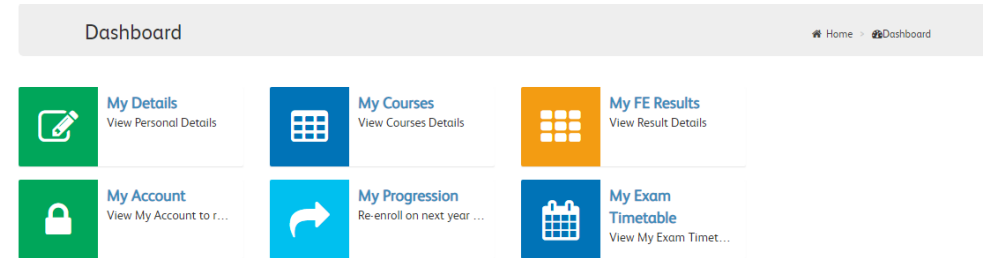 Dashboard
Home > Dashboard
My Details
View Personal Details
My Courses
View Courses Details
My FE Results
View Result Details
My Account
View My Account to r...
My Progression
Re-enroll on next year ...
My Exam
Timetable
View My Exam Timet...